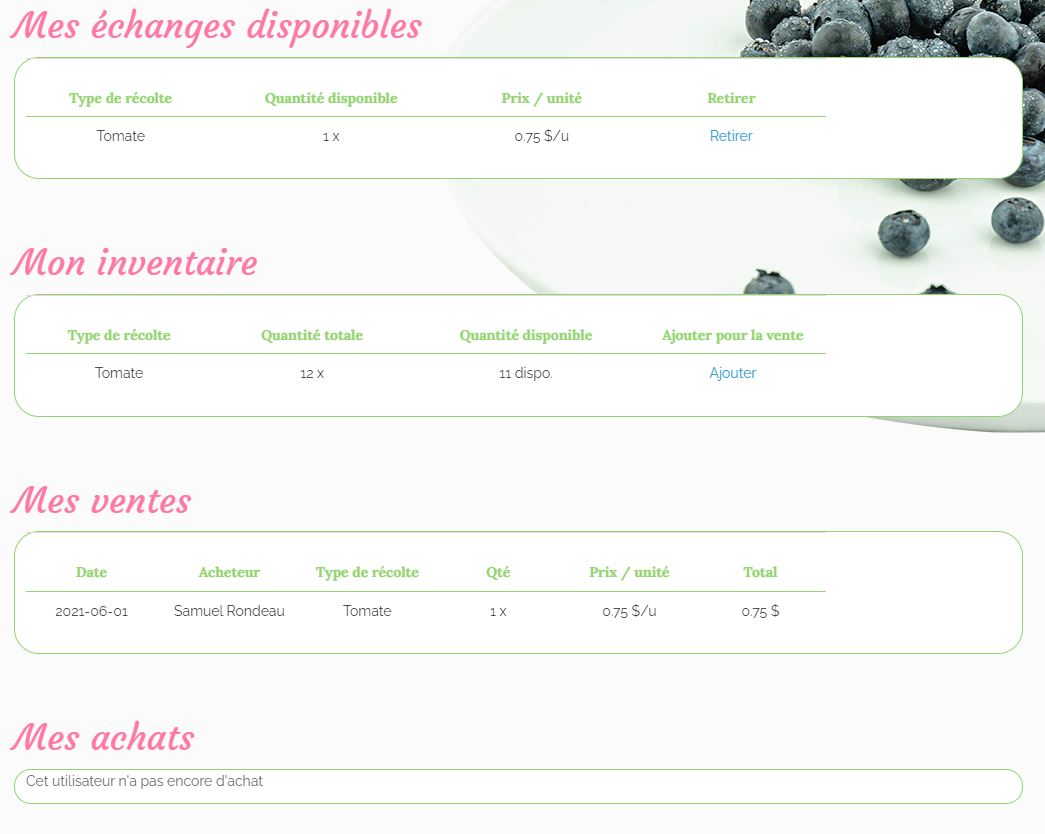 Mes échanges disponibles
Type de récolte Quantité disponible Prix / unité Retirer
Tomate 1 x 0.75 $/u Retirer
Mon inventaire
Type de récolte Quantité totale Quantité disponible Ajouter pour la vente
Tomate 12 x 11 dispo. Ajouter
Mes ventes
Date Acheteur Type de récolte Qté Prix / unité Total
2021-06-01 Samuel Rondeau Tomate 1 x 0.75 $/u 0.75 $
Mes achats
Cet utilisateur n'a pas encore d'achat